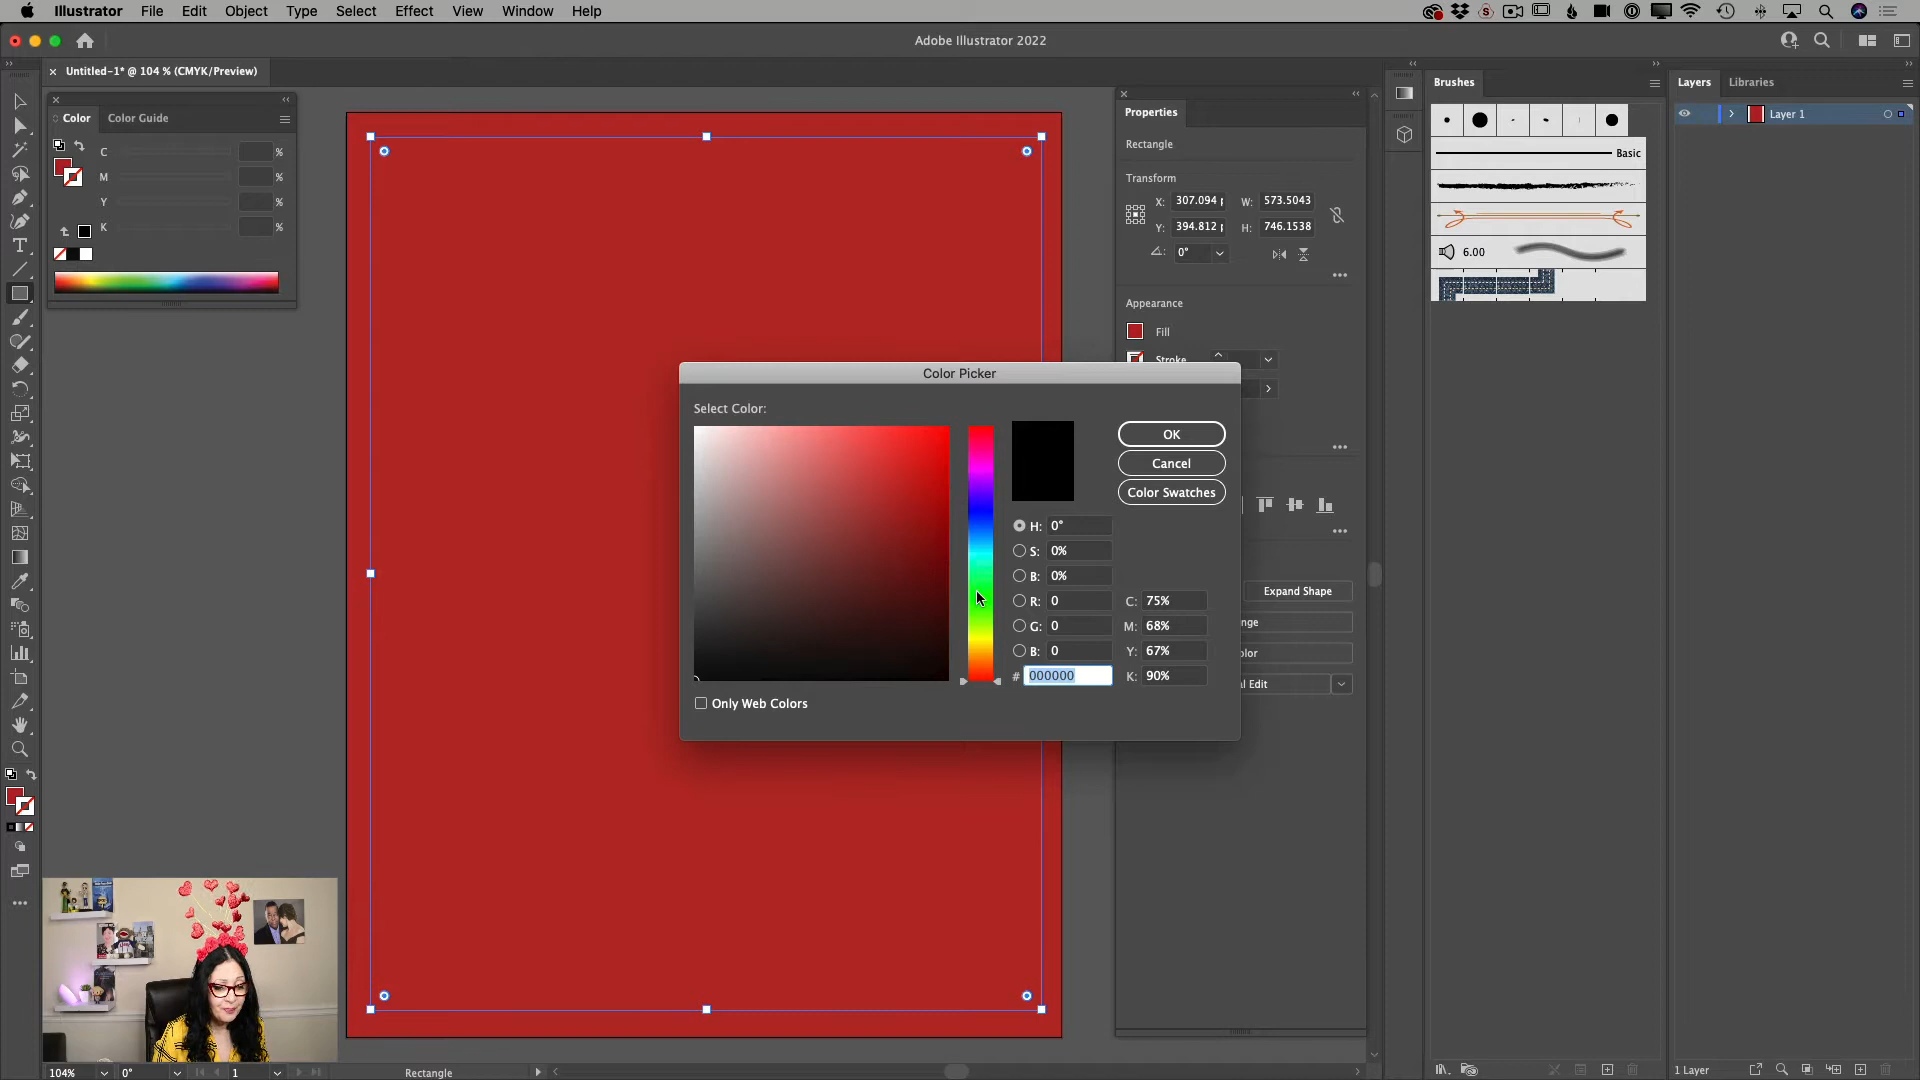 Illustrator File Edit Object Type Select Effect View Window Help
Adobe Illustrator 2022
Untitled-1* @ 104 % (CMYK/Preview)
Color Color Guide
C %
M %
Y %
K %
Properties
Rectangle
Transform
X: 307.094 p W: 573.5043
Y: 394.812 p H: 746.1538
0°
Appearance
Fill
Stroke
Brushes
Basic
6.00
Layers Libraries
Layer 1
Color Picker
Select Color:
OK
Cancel
Color Swatches
H: 0°
S: 0%
B: 0%
R: 0 C: 75%
G: 0 M: 68%
B: 0 Y: 67%
# 000000 K: 90%
Only Web Colors
Expand Shape
nge
olor
al Edit
104% 0° 1 Rectangle
1 Layer